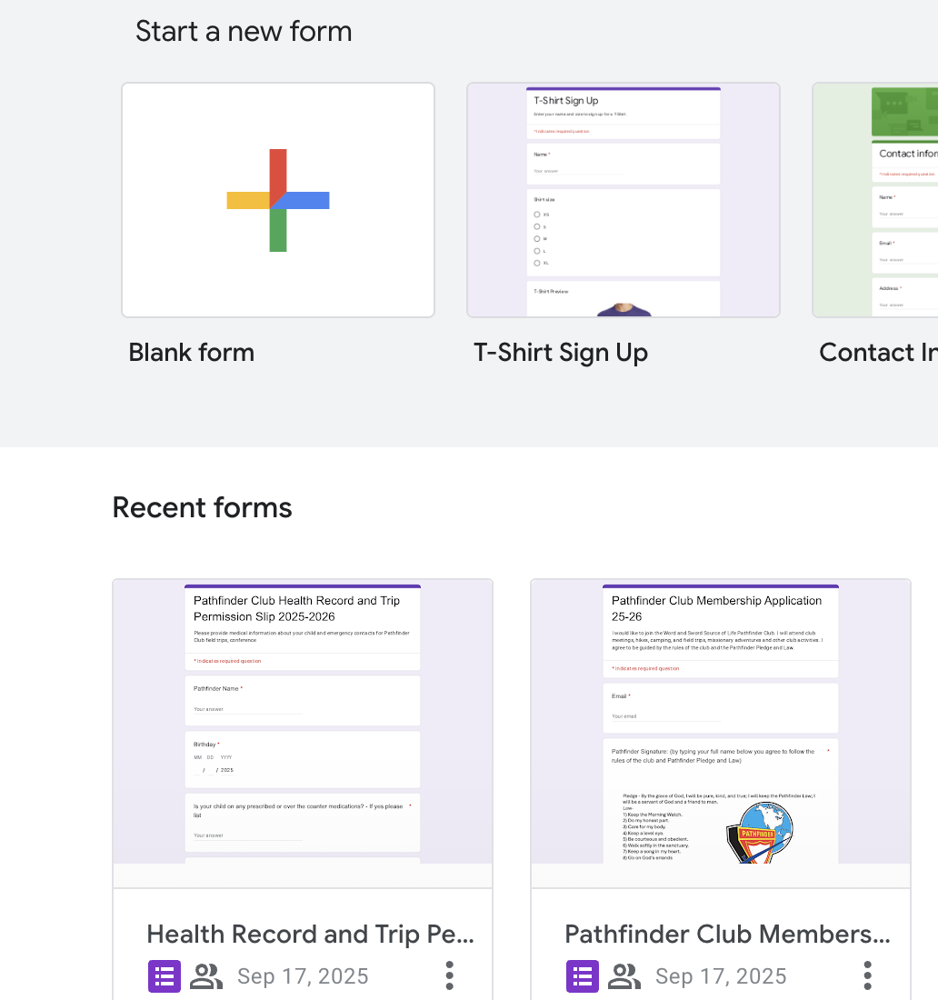 Start a new form
T-Shirt Sign Up
Enter your name and size to sign up for a T-Shirt.
* Indicates required question
Name *
Your answer
Shirt size
XS
S
M
L
XL
T-Shirt Preview
Contact infor
* Indicates required question
Name *
Your answer
Email *
Your answer
Address *
Your answer
Blank form
T-Shirt Sign Up
Contact In
Recent forms
Pathfinder Club Health Record and Trip
Permission Slip 2025-2026
Please provide medical information about your child and emergency contacts for Pathfinder
Club field trips, conference
* Indicates required question
Pathfinder Name *
Your answer
Birthday *
MM DD YYYY
/ / 2025
Is your child on any prescribed or over the counter medications? - If yes please *
list
Your answer
Pathfinder Club Membership Application
25-26
I would like to join the Word and Sword Source of Life Pathfinder Club. I will attend club
meetings, hikes, camping, and field trips, missionary adventures and other club activities. I
agree to be guided by the rules of the club and the Pathfinder Pledge and Law.
* Indicates required question
Email *
Your email
Pathfinder Signature: (by typing your full name below you agree to follow the *
rules of the club and Pathfinder Pledge and Law)
Pledge - By the grace of God, I will be pure, kind, and true; I will keep the Pathfinder Law; I
will be a servant of God and a friend to man.
Law-
1) Keep the Morning Watch.
2) Do my honest part.
3) Care for my body.
4) Keep a level eye.
5) Be courteous and obedient.
6) Walk softly in the sanctuary.
7) Keep a song in my heart.
8) Go on God's errands
PATHFINDER
Health Record and Trip Pe...
Sep 17, 2025
Pathfinder Club Members...
Sep 17, 2025